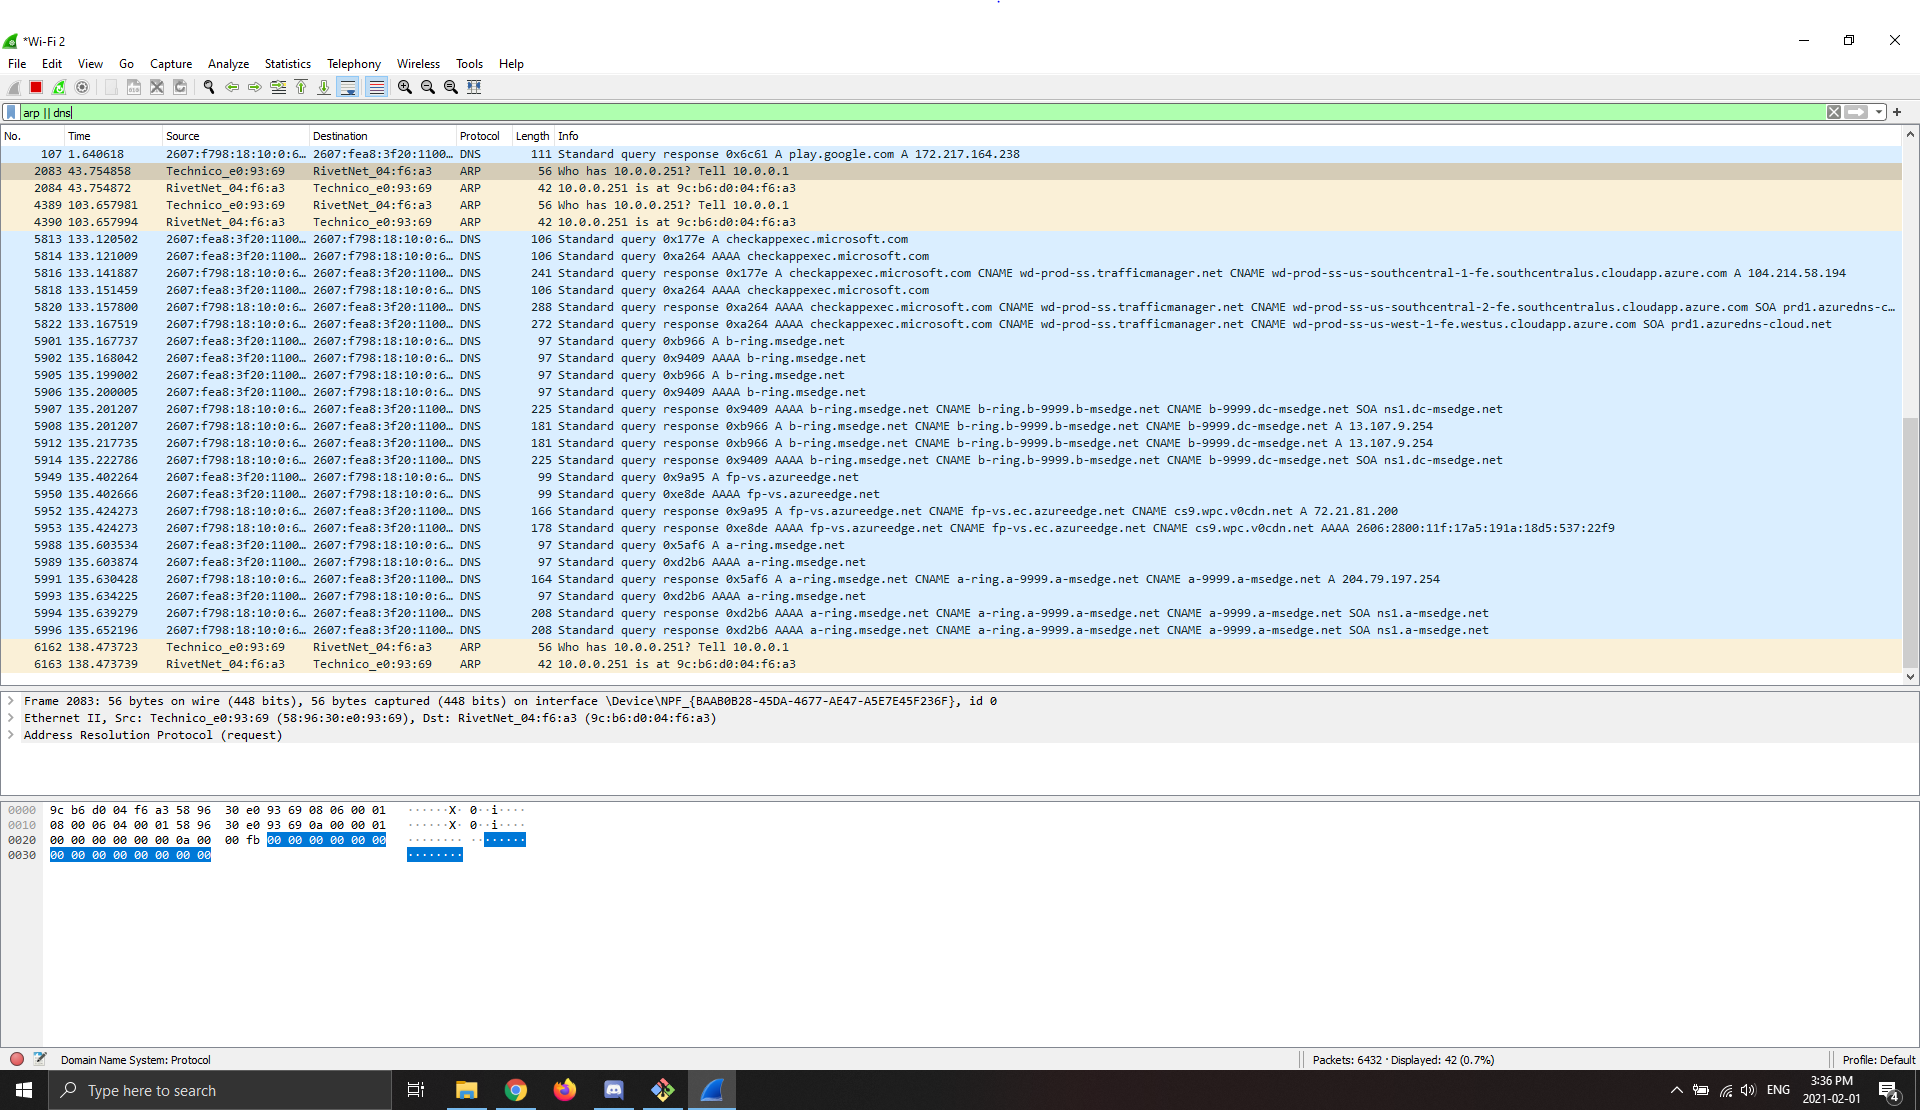 *Wi-Fi 2
File Edit View Go Capture Analyze Statistics Telephony Wireless Tools Help
arp || dns
No. Time Source Destination Protocol Length Info
107 1.640618 2607:f798:18:10:0:6… 2607:fea8:3f20:1100… DNS 111 Standard query response 0x6c61 A play.google.com A 172.217.164.238
2083 43.754858 Technico_e0:93:69 RivetNet_04:f6:a3 ARP 56 Who has 10.0.0.251? Tell 10.0.0.1
2084 43.754872 RivetNet_04:f6:a3 Technico_e0:93:69 ARP 42 10.0.0.251 is at 9c:b6:d0:04:f6:a3
4389 103.657981 Technico_e0:93:69 RivetNet_04:f6:a3 ARP 56 Who has 10.0.0.251? Tell 10.0.0.1
4390 103.657994 RivetNet_04:f6:a3 Technico_e0:93:69 ARP 42 10.0.0.251 is at 9c:b6:d0:04:f6:a3
5813 133.120502 2607:fea8:3f20:1100… 2607:f798:18:10:0:6… DNS 106 Standard query 0x177e A checkappexec.microsoft.com
5814 133.121009 2607:fea8:3f20:1100… 2607:f798:18:10:0:6… DNS 106 Standard query 0xa264 AAAA checkappexec.microsoft.com
5816 133.141887 2607:f798:18:10:0:6… 2607:fea8:3f20:1100… DNS 241 Standard query response 0x177e A checkappexec.microsoft.com CNAME wd-prod-ss.trafficmanager.net CNAME wd-prod-ss-us-southcentral-1-fe.southcentralus.cloudapp.azure.com A 104.214.58.194
5818 133.151459 2607:fea8:3f20:1100… 2607:f798:18:10:0:6… DNS 106 Standard query 0xa264 AAAA checkappexec.microsoft.com
5820 133.157800 2607:f798:18:10:0:6… 2607:fea8:3f20:1100… DNS 288 Standard query response 0xa264 AAAA checkappexec.microsoft.com CNAME wd-prod-ss.trafficmanager.net CNAME wd-prod-ss-us-southcentral-2-fe.southcentralus.cloudapp.azure.com SOA prd1.azuredns-c…
5822 133.167519 2607:f798:18:10:0:6… 2607:fea8:3f20:1100… DNS 272 Standard query response 0xa264 AAAA checkappexec.microsoft.com CNAME wd-prod-ss.trafficmanager.net CNAME wd-prod-ss-us-west-1-fe.westus.cloudapp.azure.com SOA prd1.azuredns-cloud.net
5901 135.167737 2607:fea8:3f20:1100… 2607:f798:18:10:0:6… DNS 97 Standard query 0xb966 A b-ring.msedge.net
5902 135.168042 2607:fea8:3f20:1100… 2607:f798:18:10:0:6… DNS 97 Standard query 0x9409 AAAA b-ring.msedge.net
5905 135.199002 2607:fea8:3f20:1100… 2607:f798:18:10:0:6… DNS 97 Standard query 0xb966 A b-ring.msedge.net
5906 135.200005 2607:fea8:3f20:1100… 2607:f798:18:10:0:6… DNS 97 Standard query 0x9409 AAAA b-ring.msedge.net
5907 135.201207 2607:f798:18:10:0:6… 2607:fea8:3f20:1100… DNS 225 Standard query response 0x9409 AAAA b-ring.msedge.net CNAME b-ring.b-9999.b-msedge.net CNAME b-9999.dc-msedge.net SOA ns1.dc-msedge.net
5908 135.201207 2607:f798:18:10:0:6… 2607:fea8:3f20:1100… DNS 181 Standard query response 0xb966 A b-ring.msedge.net CNAME b-ring.b-9999.b-msedge.net CNAME b-9999.dc-msedge.net A 13.107.9.254
5912 135.217735 2607:f798:18:10:0:6… 2607:fea8:3f20:1100… DNS 181 Standard query response 0xb966 A b-ring.msedge.net CNAME b-ring.b-9999.b-msedge.net CNAME b-9999.dc-msedge.net A 13.107.9.254
5914 135.222786 2607:f798:18:10:0:6… 2607:fea8:3f20:1100… DNS 225 Standard query response 0x9409 AAAA b-ring.msedge.net CNAME b-ring.b-9999.b-msedge.net CNAME b-9999.dc-msedge.net SOA ns1.dc-msedge.net
5949 135.402264 2607:fea8:3f20:1100… 2607:f798:18:10:0:6… DNS 99 Standard query 0x9a95 A fp-vs.azureedge.net
5950 135.402666 2607:fea8:3f20:1100… 2607:f798:18:10:0:6… DNS 99 Standard query 0xe8de AAAA fp-vs.azureedge.net
5952 135.424273 2607:f798:18:10:0:6… 2607:fea8:3f20:1100… DNS 166 Standard query response 0x9a95 A fp-vs.azureedge.net CNAME fp-vs.ec.azureedge.net CNAME cs9.wpc.v0cdn.net A 72.21.81.200
5953 135.424273 2607:f798:18:10:0:6… 2607:fea8:3f20:1100… DNS 178 Standard query response 0xe8de AAAA fp-vs.azureedge.net CNAME fp-vs.ec.azureedge.net CNAME cs9.wpc.v0cdn.net AAAA 2606:2800:11f:17a5:191a:18d5:537:22f9
5988 135.603534 2607:fea8:3f20:1100… 2607:f798:18:10:0:6… DNS 97 Standard query 0x5af6 A a-ring.msedge.net
5989 135.603874 2607:fea8:3f20:1100… 2607:f798:18:10:0:6… DNS 97 Standard query 0xd2b6 AAAA a-ring.msedge.net
5991 135.630428 2607:f798:18:10:0:6… 2607:fea8:3f20:1100… DNS 164 Standard query response 0x5af6 A a-ring.msedge.net CNAME a-ring.a-9999.a-msedge.net CNAME a-9999.a-msedge.net A 204.79.197.254
5993 135.634225 2607:fea8:3f20:1100… 2607:f798:18:10:0:6… DNS 97 Standard query 0xd2b6 AAAA a-ring.msedge.net
5994 135.639279 2607:f798:18:10:0:6… 2607:fea8:3f20:1100… DNS 208 Standard query response 0xd2b6 AAAA a-ring.msedge.net CNAME a-ring.a-9999.a-msedge.net CNAME a-9999.a-msedge.net SOA ns1.a-msedge.net
5996 135.652196 2607:f798:18:10:0:6… 2607:fea8:3f20:1100… DNS 208 Standard query response 0xd2b6 AAAA a-ring.msedge.net CNAME a-ring.a-9999.a-msedge.net CNAME a-9999.a-msedge.net SOA ns1.a-msedge.net
6162 138.473723 Technico_e0:93:69 RivetNet_04:f6:a3 ARP 56 Who has 10.0.0.251? Tell 10.0.0.1
6163 138.473739 RivetNet_04:f6:a3 Technico_e0:93:69 ARP 42 10.0.0.251 is at 9c:b6:d0:04:f6:a3
Frame 2083: 56 bytes on wire (448 bits), 56 bytes captured (448 bits) on interface \Device\NPF_{BAAB0B28-45DA-4677-AE47-A5E7E45F236F}, id 0
Ethernet II, Src: Technico_e0:93:69 (58:96:30:e0:93:69), Dst: RivetNet_04:f6:a3 (9c:b6:d0:04:f6:a3)
Address Resolution Protocol (request)
0000 9c b6 d0 04 f6 a3 58 96 30 e0 93 69 08 06 00 01 ······X· 0··i····
0010 08 00 06 04 00 01 58 96 30 e0 93 69 0a 00 00 01 ······X· 0··i····
0020 00 00 00 00 00 00 0a 00 00 fb 00 00 00 00 00 00 ········ ········
0030 00 00 00 00 00 00 00 00 ········
Domain Name System: Protocol
Packets: 6432 · Displayed: 42 (0.7%)
Profile: Default
Type here to search
ENG
3:36 PM
2021-02-01
4